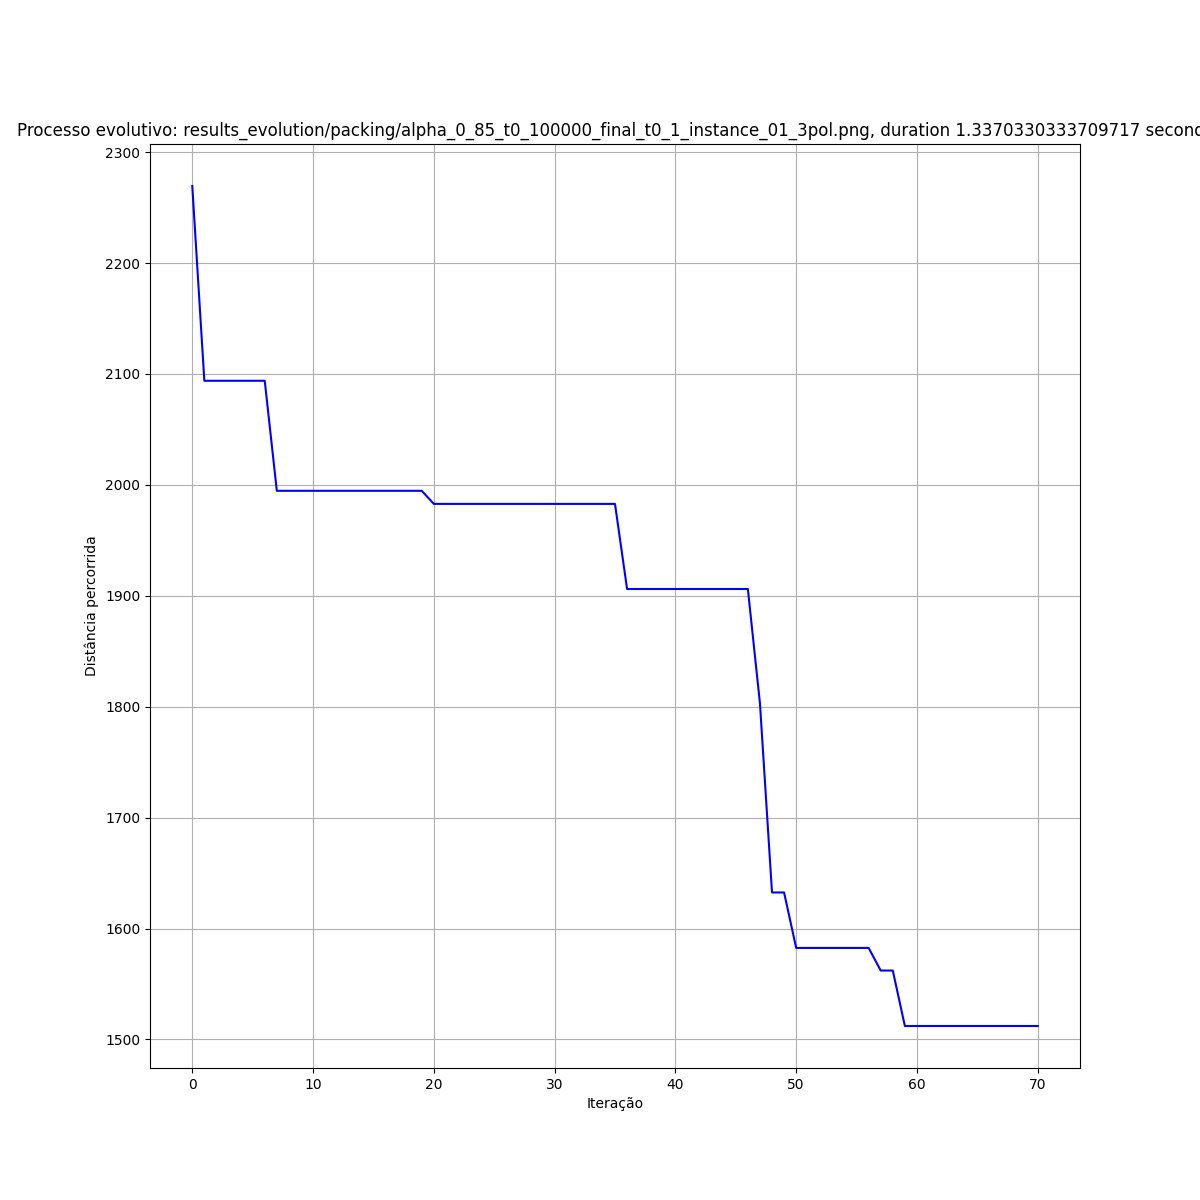 Processo evolutivo: results_evolution/packing/alpha_0_85_t0_100000_final_t0_1_instance_01_3pol.png, duration 1.3370330333709717
2300
2200
2100
2000
1900
1800
1700
1600
1500
Distância percorrida
0 10 20 30 40 50 60 70
Iteração